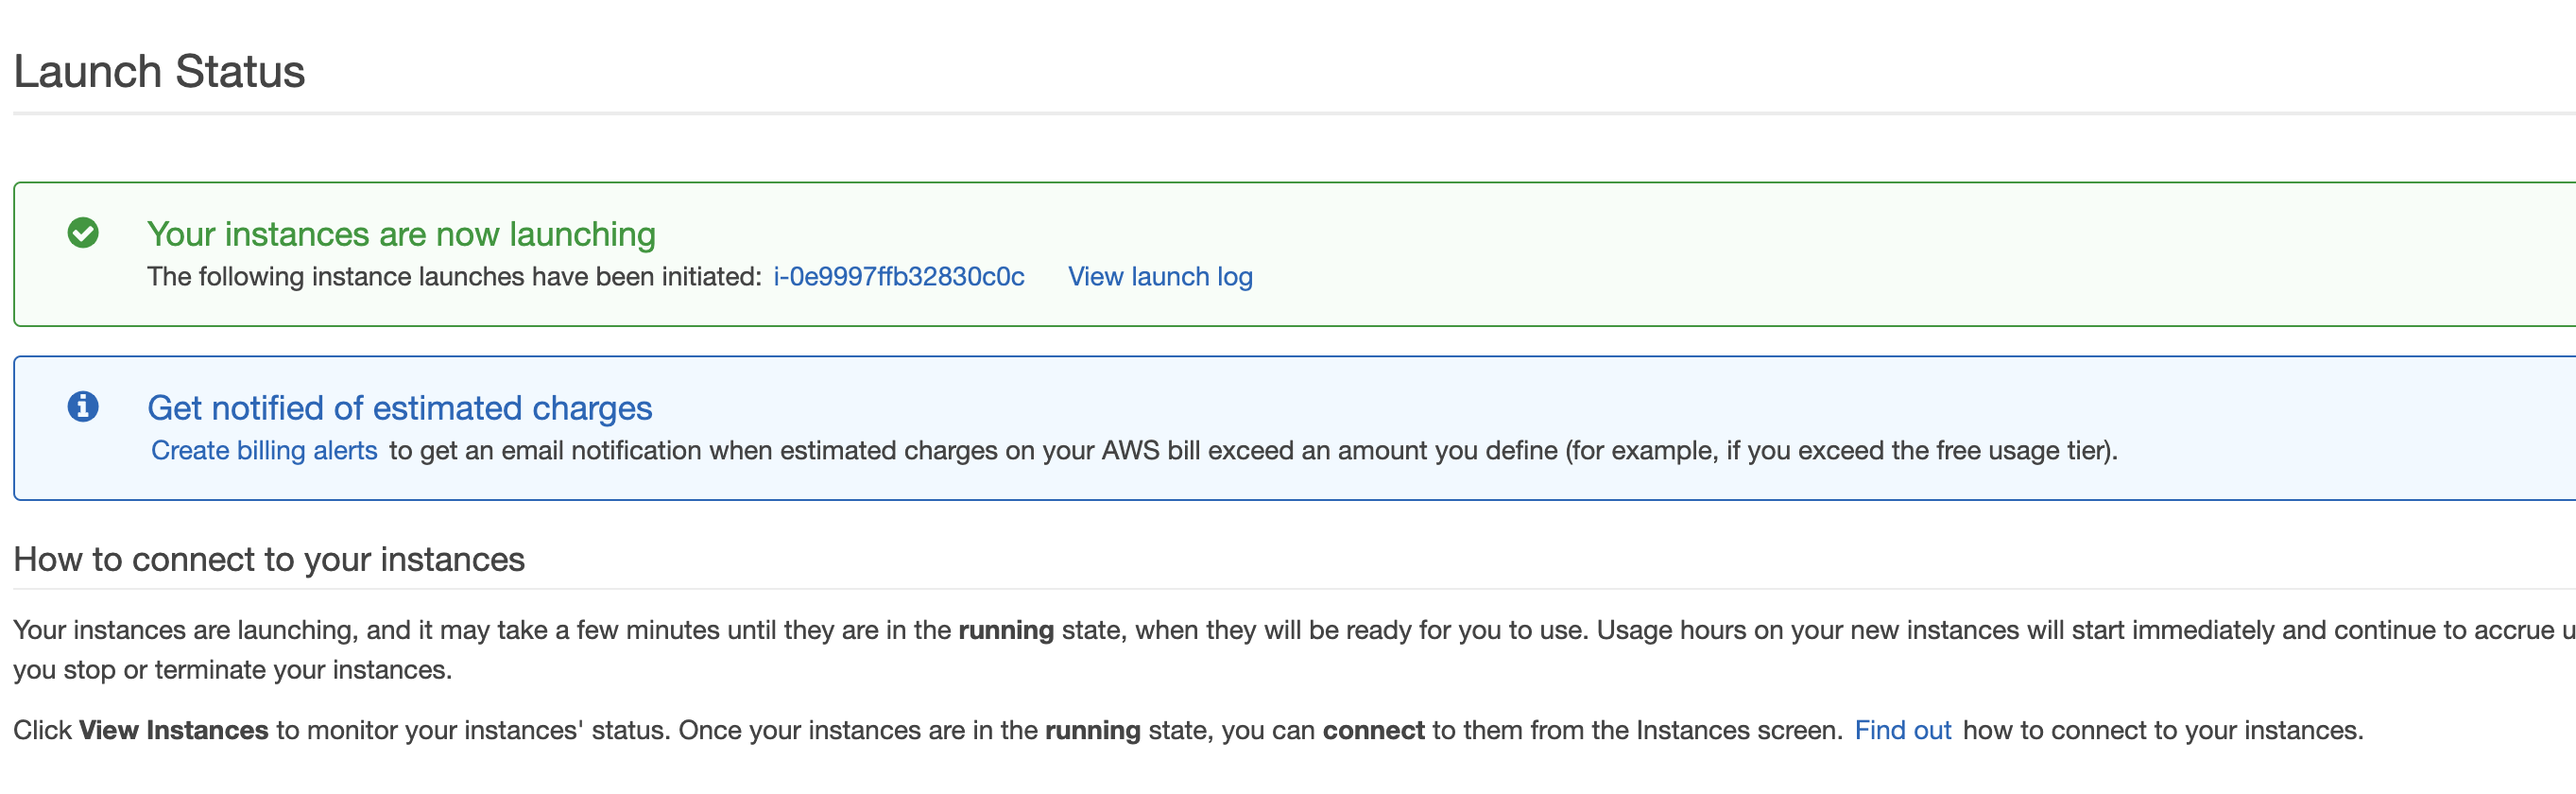 Launch Status
Your instances are now launching
The following instance launches have been initiated: i-0e9997ffb32830c0c View launch log
Get notified of estimated charges
Create billing alerts to get an email notification when estimated charges on your AWS bill exceed an amount you define (for example, if you exceed the free usage tier).
How to connect to your instances
Your instances are launching, and it may take a few minutes until they are in the running state, when they will be ready for you to use. Usage hours on your new instances will start immediately and continue to accrue
you stop or terminate your instances.
Click View Instances to monitor your instances' status. Once your instances are in the running state, you can connect to them from the Instances screen. Find out how to connect to your instances.